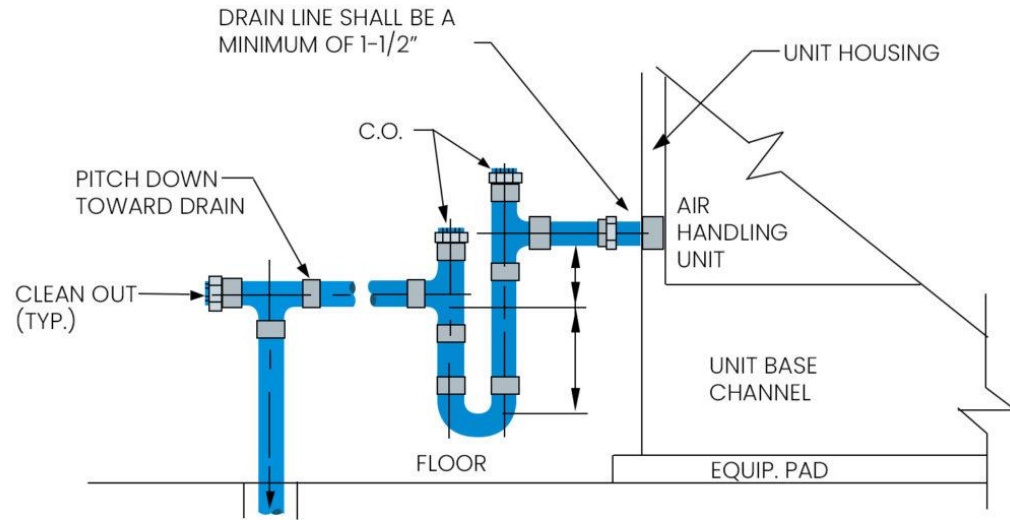 DRAIN LINE SHALL BE A
MINIMUM OF 1-1/2”
UNIT HOUSING
C.O.
PITCH DOWN
TOWARD DRAIN
AIR
HANDLING
UNIT
CLEAN OUT
(TYP.)
UNIT BASE
CHANNEL
FLOOR
EQUIP. PAD